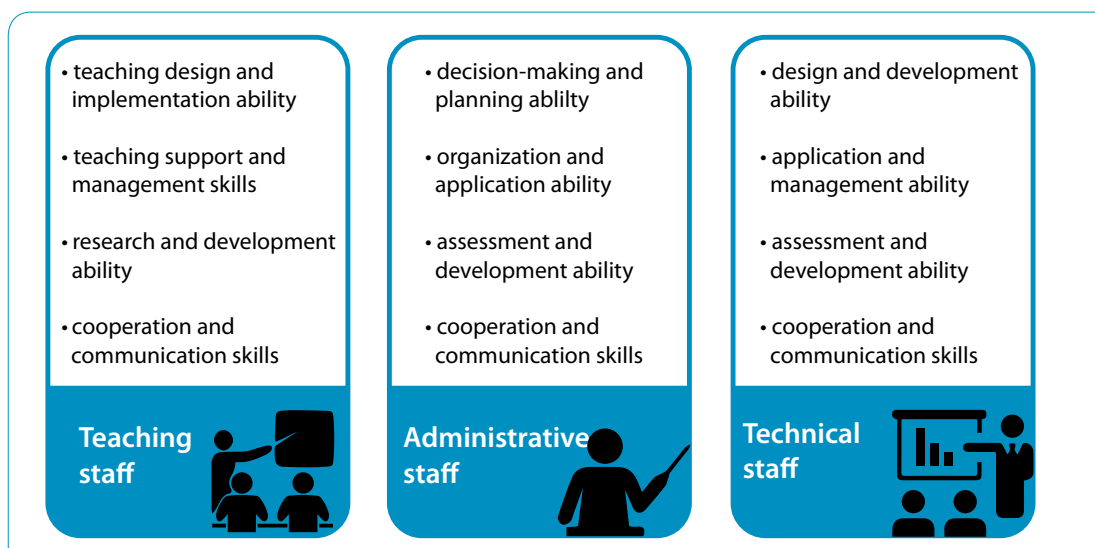 • teaching design and
implementation ability
• teaching support and
management skills
• research and development
ability
• cooperation and
communication skills
Teaching
staff
• decision-making and
planning ablilty
• organization and
application ability
• assessment and
development ability
• cooperation and
communication skills
Administrative
staff
• design and development
ability
• application and
management ability
• assessment and
development ability
• cooperation and
communication skills
Technical
staff